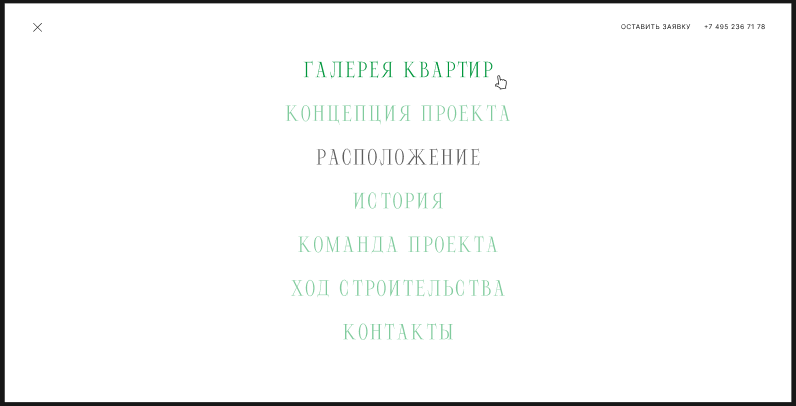 ОСТАВИТЬ ЗАЯВКУ +7 495 236 71 78
ГАЛЕРЕЯ КВАРТИР
КОНЦЕПЦИЯ ПРОЕКТА
РАСПОЛОЖЕНИЕ
ИСТОРИЯ
КОМАНДА ПРОЕКТА
ХОД СТРОИТЕЛЬСТВА
КОНТАКТЫ